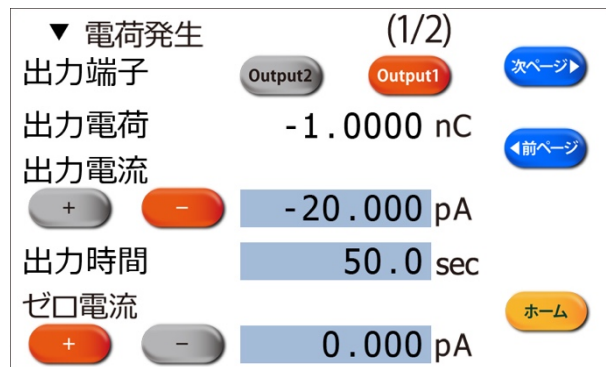 ▼ 電荷発生 (1/2)
出力端子 Output2 Output1 次ページ▶
出力電荷 -1.0000 nC
◀前ページ
出力電流
+ - -20.000 pA
出力時間 50.0 sec
ゼロ電流 ホーム
+ - 0.000 pA